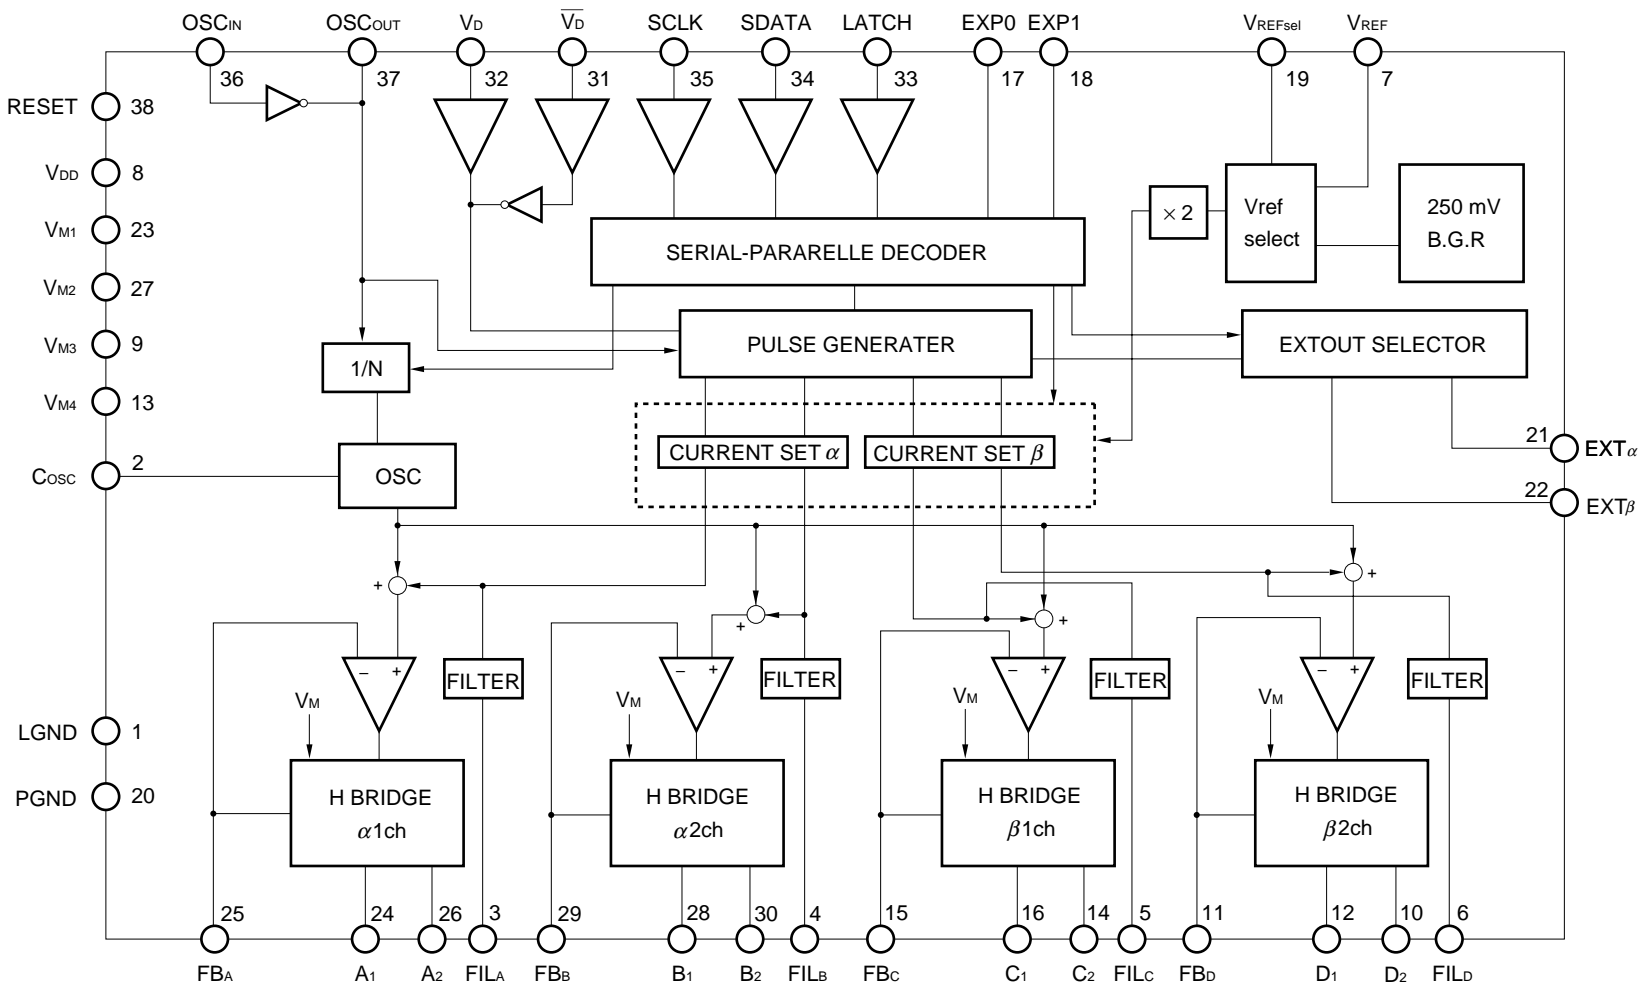 OSCIN OSCOUT VD V̅D̅ SCLK SDATA LATCH EXP0 EXP1 VREFsel VREF
36 37 32 31 35 34 33 17 18 19 7
RESET 38
VDD 8
× 2
Vref
select
250 mV
B.G.R
VM1 23
SERIAL-PARARELLE DECODER
VM2 27
VM3 9
PULSE GENERATER
EXTOUT SELECTOR
1/N
VM4 13
CURRENT SET α
CURRENT SET β
21 EXTα
COSC 2
OSC
22 EXTβ
+ + + +
− + − + − + − +
FILTER FILTER FILTER FILTER
VM VM VM VM
LGND 1
PGND 20
H BRIDGE
α1ch
H BRIDGE
α2ch
H BRIDGE
β1ch
H BRIDGE
β2ch
25 24 26 3 29 28 30 4 15 16 14 5 11 12 10 6
FBA A1 A2 FILA FBB B1 B2 FILB FBC C1 C2 FILC FBD D1 D2 FILD